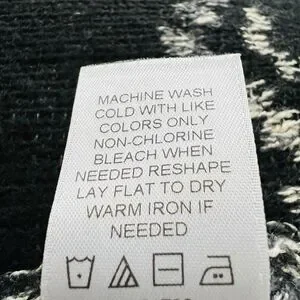 MACHINE WASH
COLD WITH LIKE
COLORS ONLY
NON-CHLORINE
BLEACH WHEN
NEEDED RESHAPE
LAY FLAT TO DRY
WARM IRON IF
NEEDED